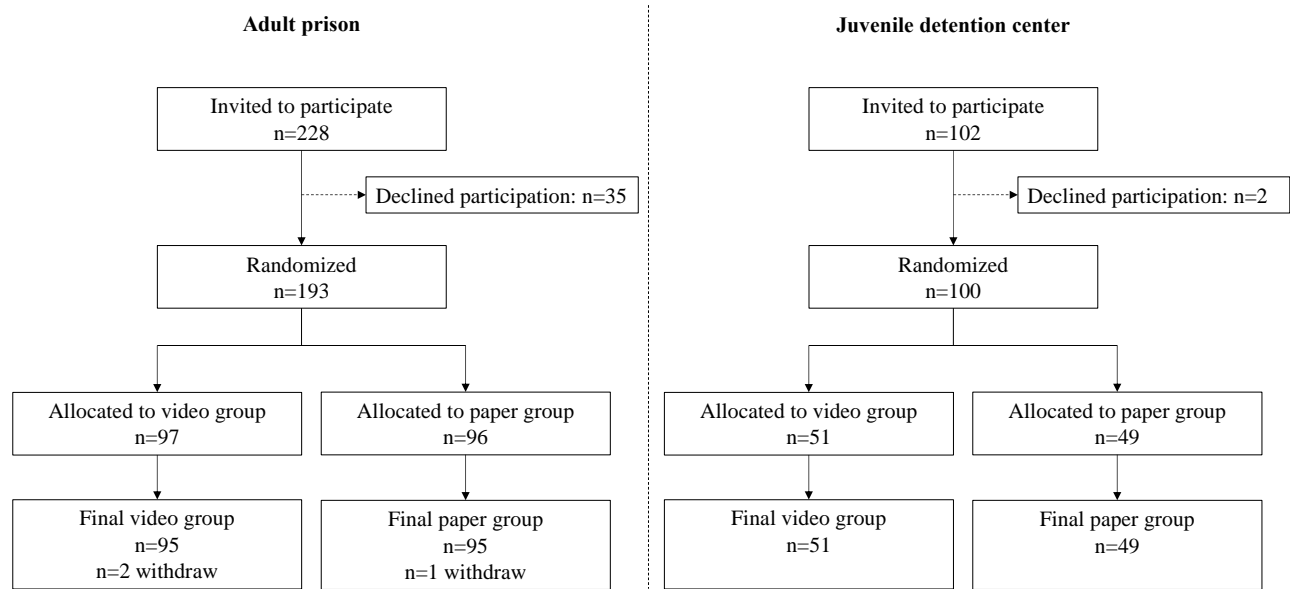 Adult prison
Invited to participate
n=228
Declined participation: n=35
Randomized
n=193
Allocated to video group
n=97
Allocated to paper group
n=96
Final video group
n=95
n=2 withdraw
Final paper group
n=95
n=1 withdraw
Juvenile detention center
Invited to participate
n=102
Declined participation: n=2
Randomized
n=100
Allocated to video group
n=51
Allocated to paper group
n=49
Final video group
n=51
Final paper group
n=49